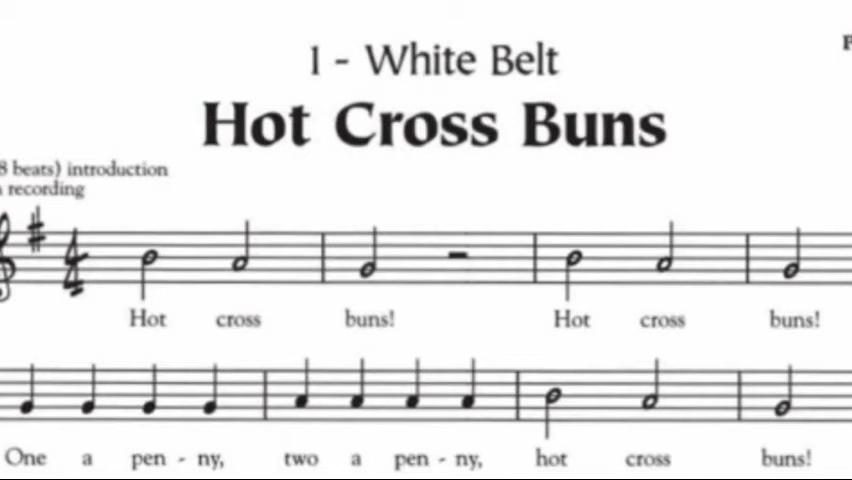 1 - White Belt
Hot Cross Buns
8 beats) introduction
recording
Hot cross buns! Hot cross buns!
One a pen - ny, two a pen - ny, hot cross buns!